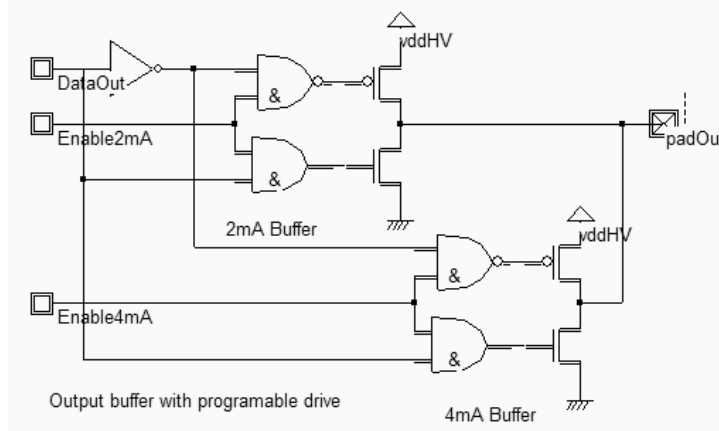 vddHV
DataOut
&
Enable2mA
padOu
&
2mA Buffer
vddHV
&
Enable4mA
&
Output buffer with programable drive
4mA Buffer